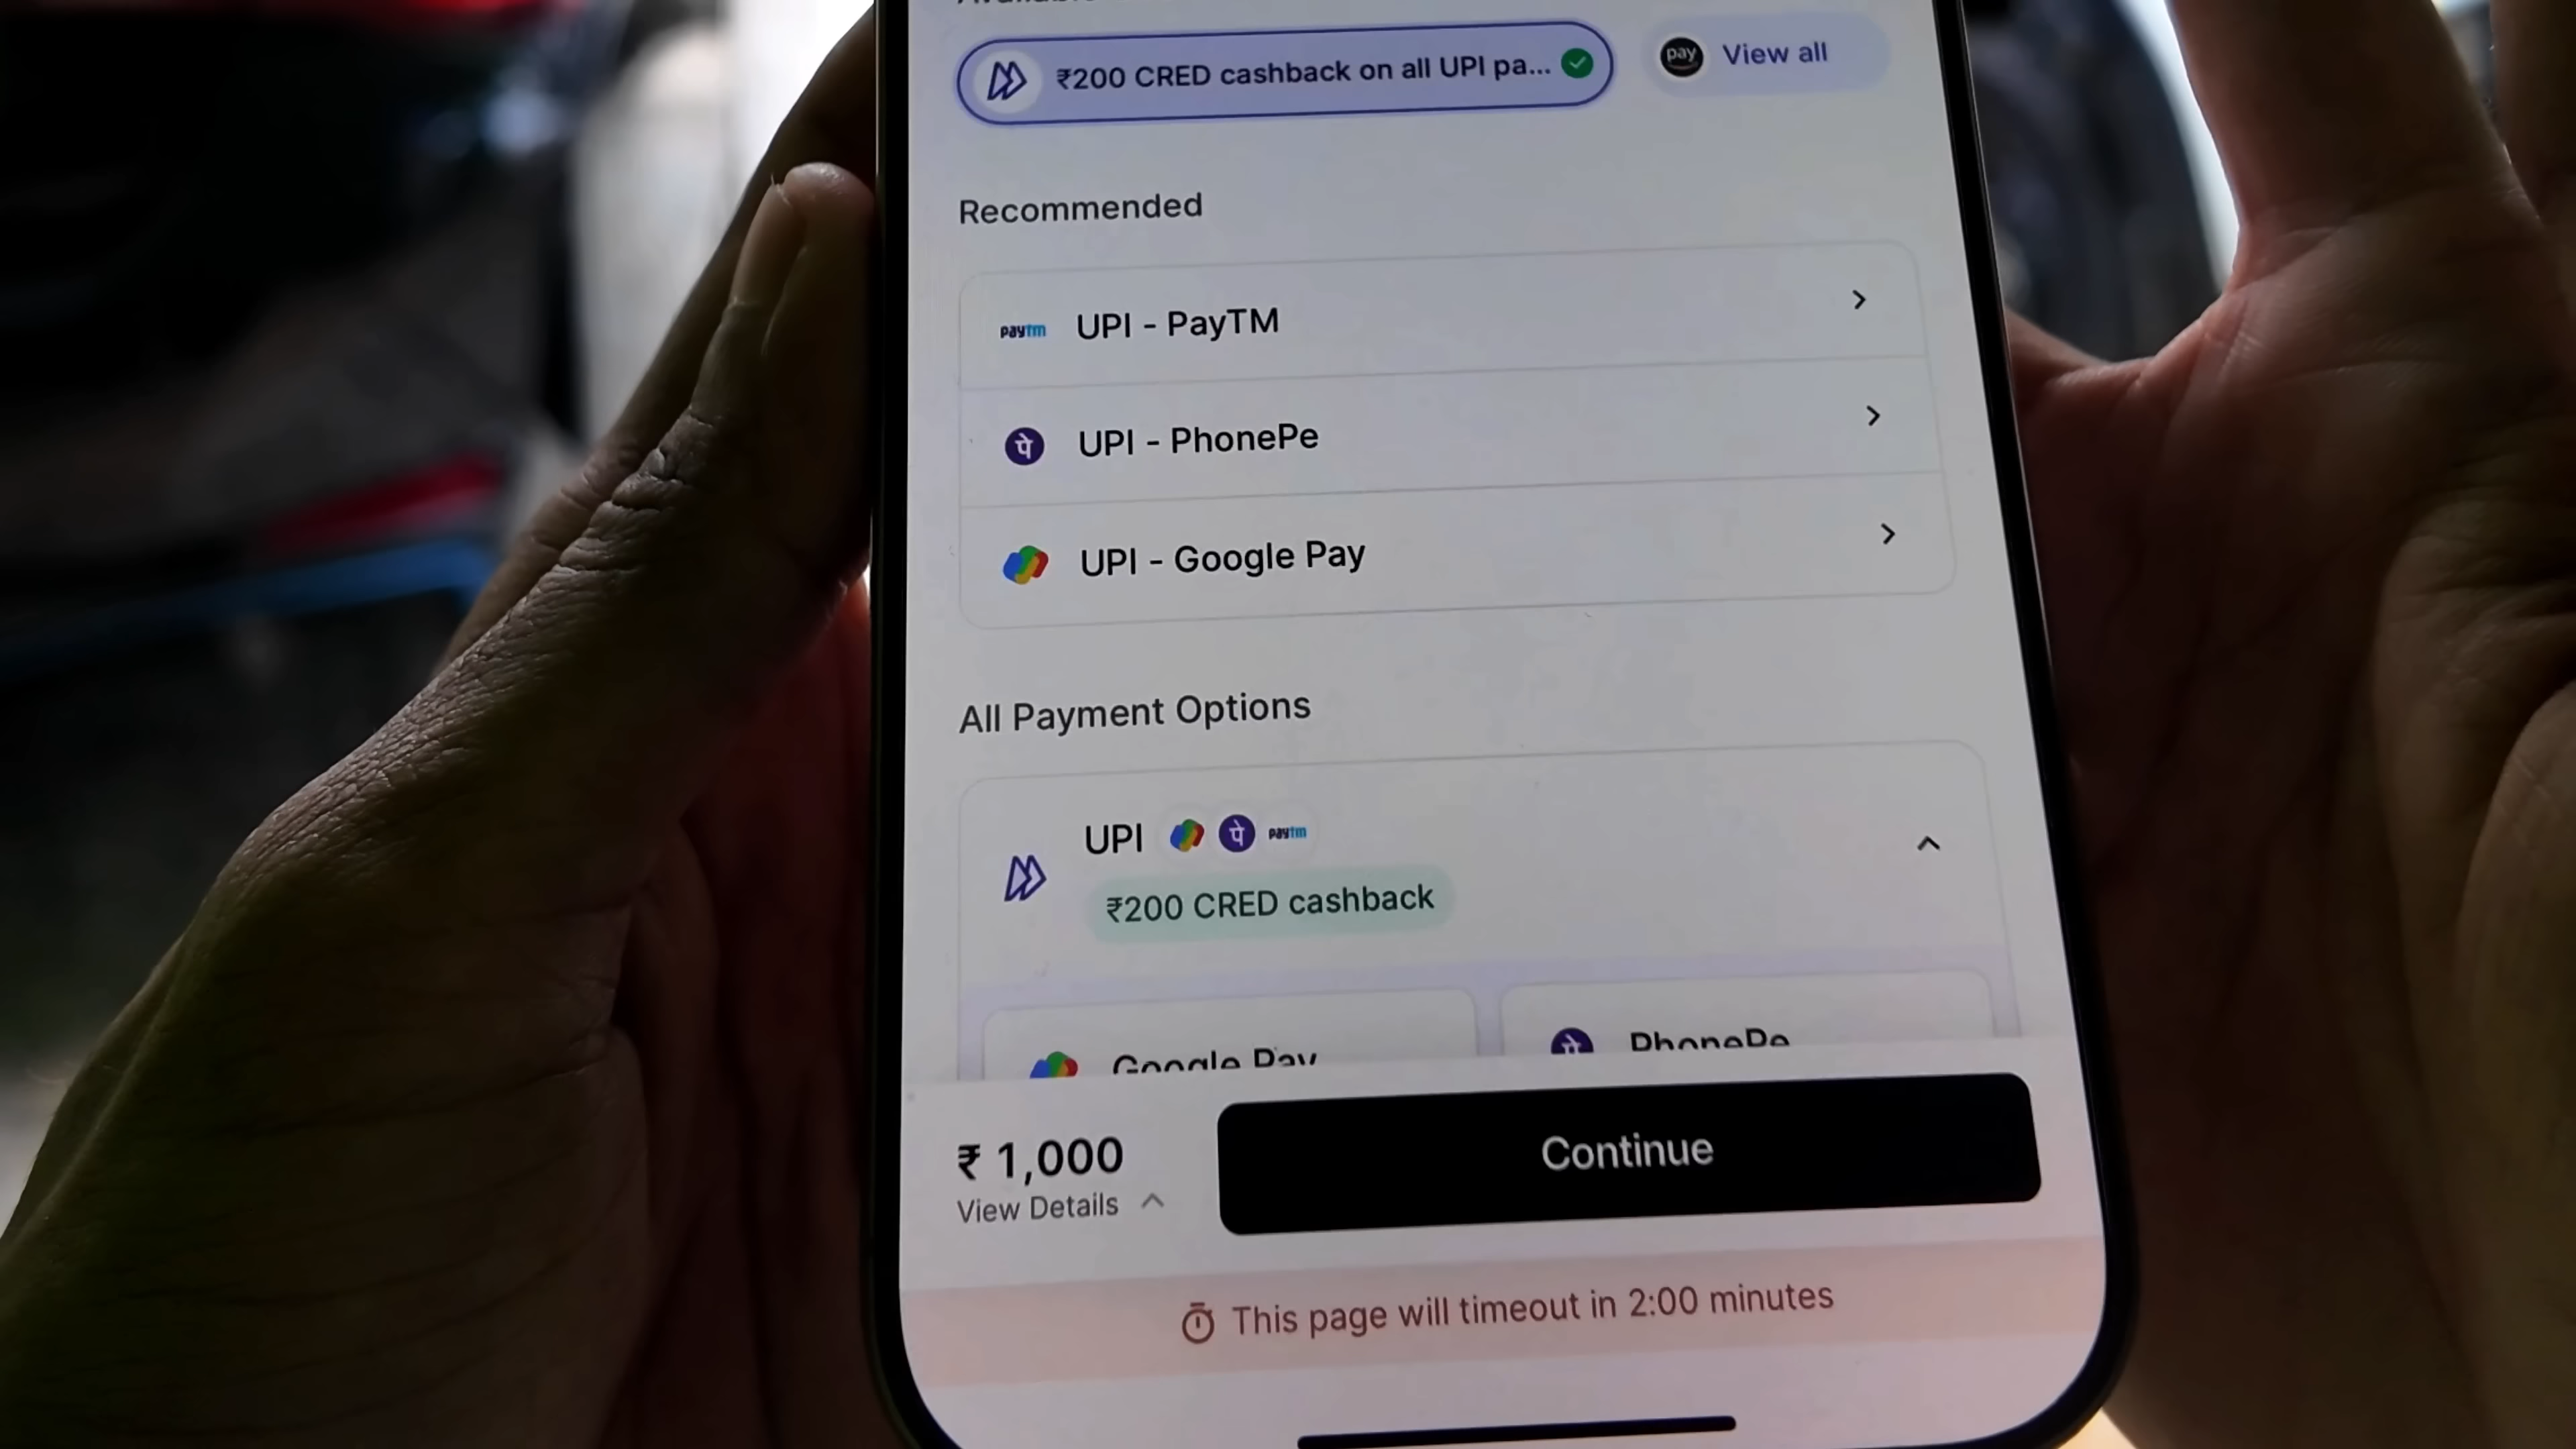 ₹200 CRED cashback on all UPI pa...
pay View all
Recommended
paytm UPI - PayTM
पे UPI - PhonePe
UPI - Google Pay
All Payment Options
UPI पे paytm
₹200 CRED cashback
Google Pay
पे PhonePe
₹ 1,000
View Details
Continue
This page will timeout in 2:00 minutes